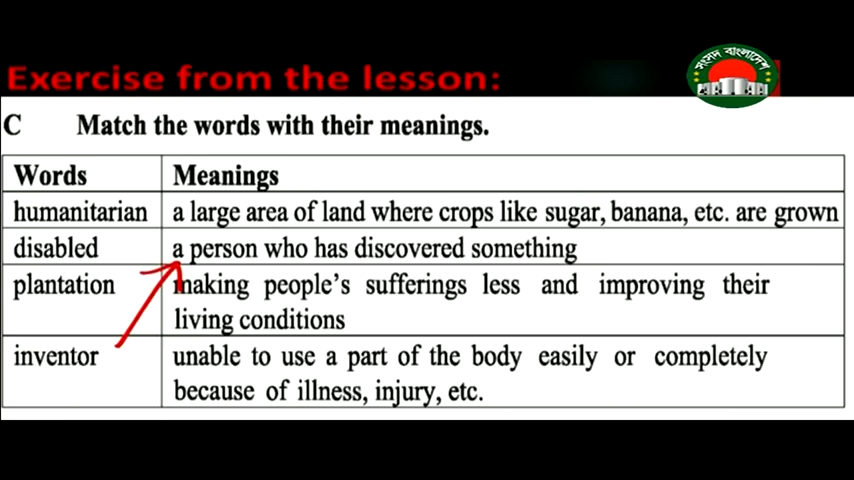 সংসদ বাংলাদেশ
Exercise from the lesson:
C Match the words with their meanings.
Words Meanings
humanitarian a large area of land where crops like sugar, banana, etc. are grown
disabled a person who has discovered something
plantation making people's sufferings less and improving their
living conditions
inventor unable to use a part of the body easily or completely
because of illness, injury, etc.